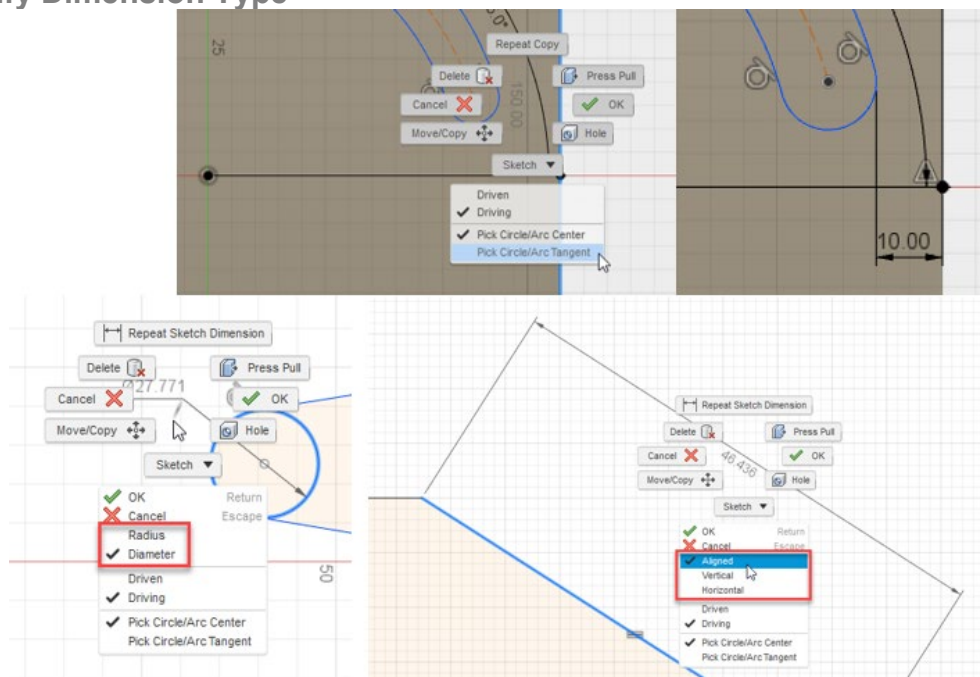 Dimension Type
25
.0°
Repeat Copy
Delete
Press Pull
Cancel
OK
150.00
Move/Copy
Hole
Sketch
Driven
Driving
Pick Circle/Arc Center
Pick Circle/Arc Tangent
10.00
Repeat Sketch Dimension
Delete
Press Pull
Ø27.771
Cancel
OK
Move/Copy
Hole
Sketch
OK Return
Cancel Escape
Radius
Diameter
Driven
Driving
Pick Circle/Arc Center
Pick Circle/Arc Tangent
50
Repeat Sketch Dimension
Delete
Press Pull
Cancel
OK
46.436
Move/Copy
Hole
Sketch
OK Return
Cancel Escape
Aligned
Vertical
Horizontal
Driven
Driving
Pick Circle/Arc Center
Pick Circle/Arc Tangent